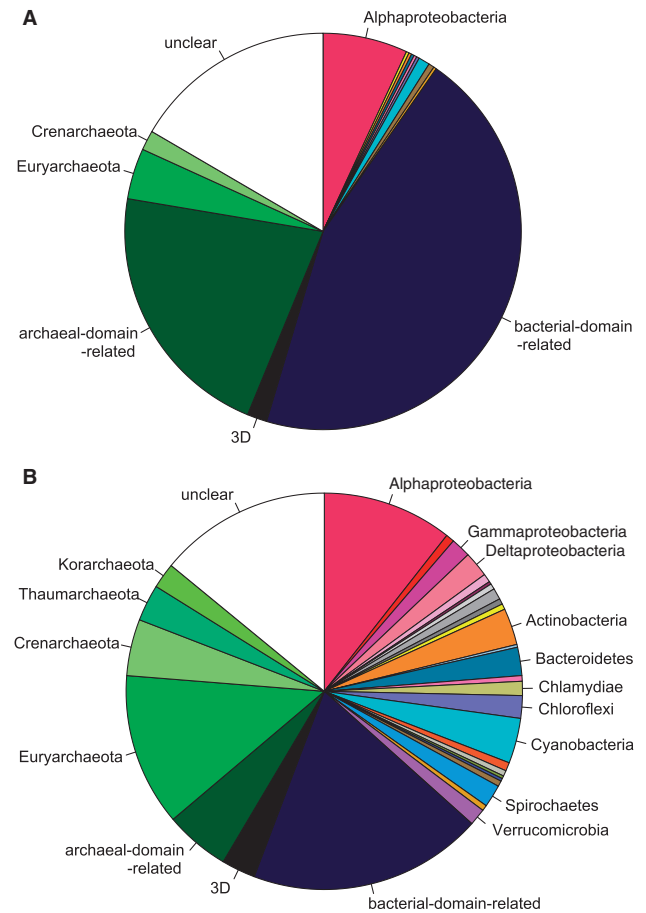 A
Alphaproteobacteria
unclear
Crenarchaeota
Euryarchaeota
archaeal-domain
-related
bacterial-domain
-related
3D
B
Alphaproteobacteria
unclear
Gammaproteobacteria
Deltaproteobacteria
Korarchaeota
Thaumarchaeota
Actinobacteria
Crenarchaeota
Bacteroidetes
Chlamydiae
Chloroflexi
Cyanobacteria
Euryarchaeota
Spirochaetes
Verrucomicrobia
archaeal-domain
-related
3D
bacterial-domain-related